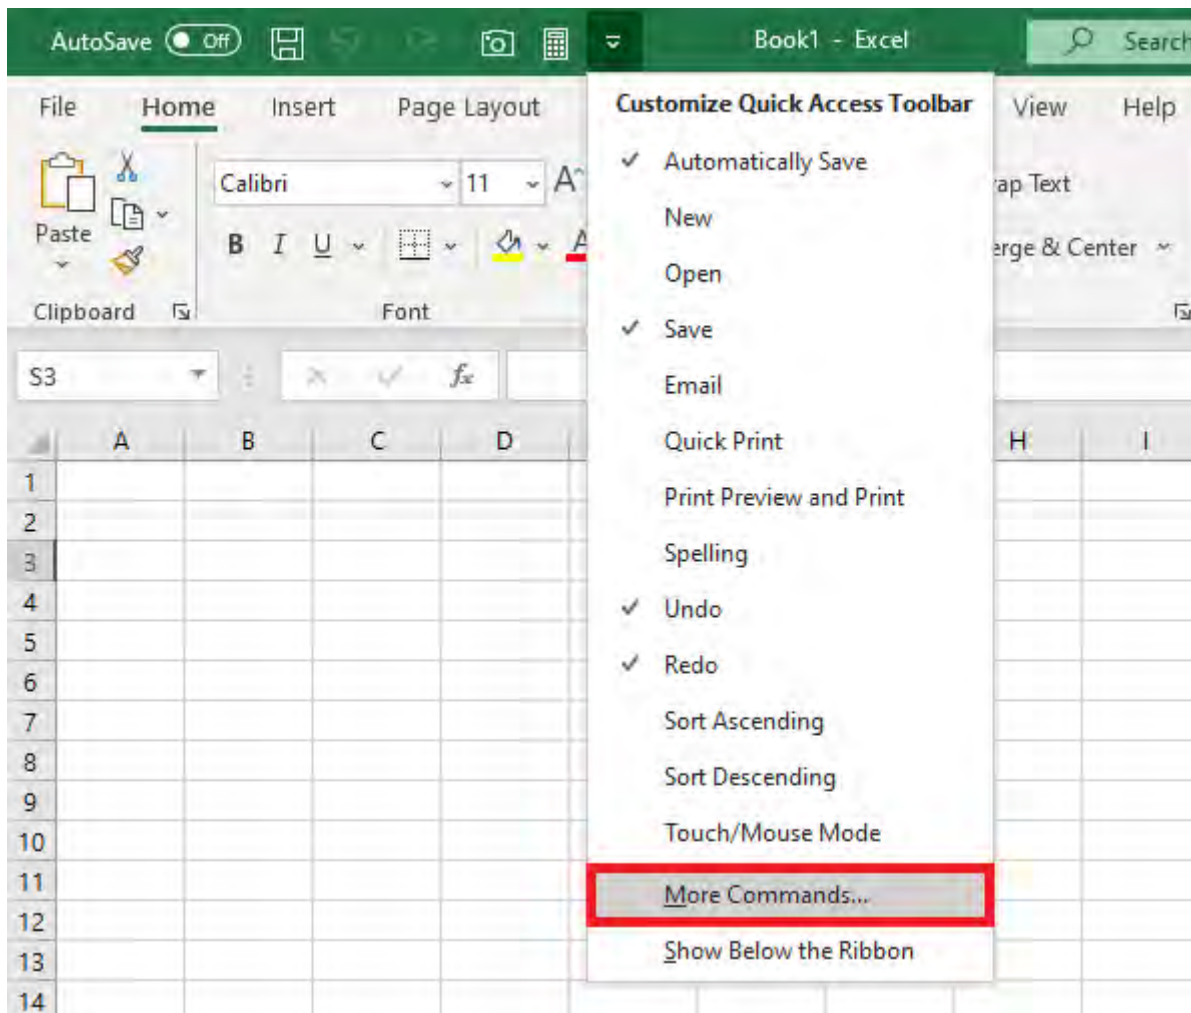 AutoSave Off Book1 - Excel Search
File Home Insert Page Layout View Help
Customize Quick Access Toolbar
Automatically Save
New
Open
Save
Email
Quick Print
Print Preview and Print
Spelling
Undo
Redo
Sort Ascending
Sort Descending
Touch/Mouse Mode
More Commands...
Show Below the Ribbon
Calibri 11 A
ap Text
Paste
B I U A
erge & Center
Clipboard Font
S3 fx
A B C D H I
1
2
3
4
5
6
7
8
9
10
11
12
13
14